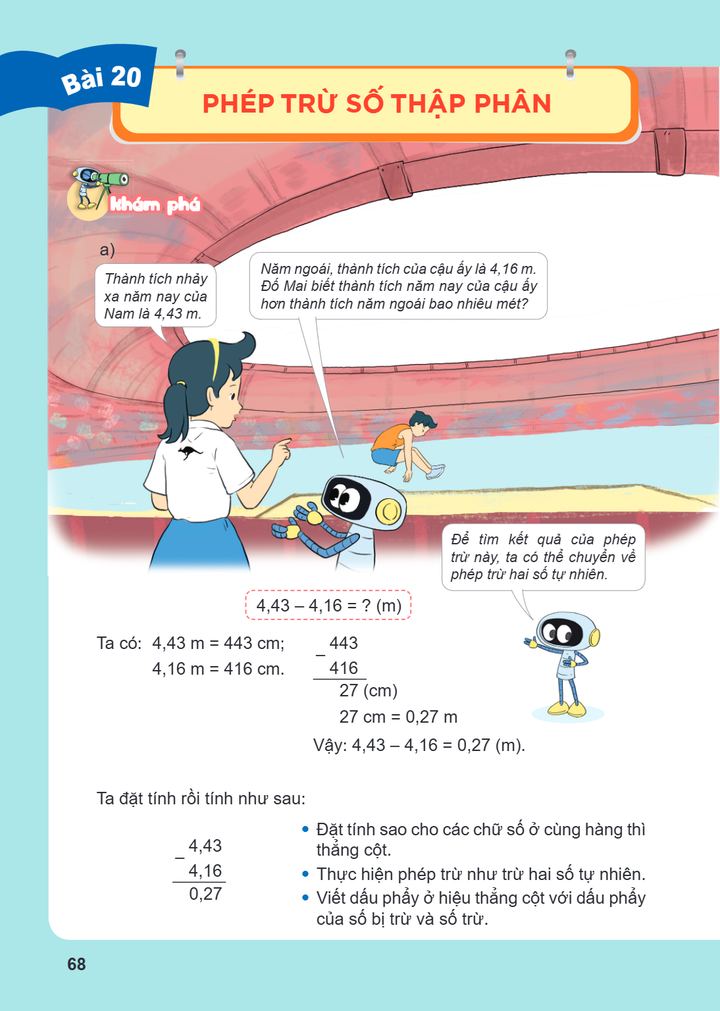 Bài 20
PHÉP TRỪ SỐ THẬP PHÂN
Khám phá
a)
Thành tích nhảy
xa năm nay của
Nam là 4,43 m.
Năm ngoái, thành tích của cậu ấy là 4,16 m.
Đố Mai biết thành tích năm nay của cậu ấy
hơn thành tích năm ngoái bao nhiêu mét?
Để tìm kết quả của phép
trừ này, ta có thể chuyển về
phép trừ hai số tự nhiên.
4,43 – 4,16 = ? (m)
Ta có: 4,43 m = 443 cm;
4,16 m = 416 cm.
443
–
416
27 (cm)
27 cm = 0,27 m
Vậy: 4,43 – 4,16 = 0,27 (m).
Ta đặt tính rồi tính như sau:
4,43
–
4,16
0,27
• Đặt tính sao cho các chữ số ở cùng hàng thì
thẳng cột.
• Thực hiện phép trừ như trừ hai số tự nhiên.
• Viết dấu phẩy ở hiệu thẳng cột với dấu phẩy
của số bị trừ và số trừ.
68